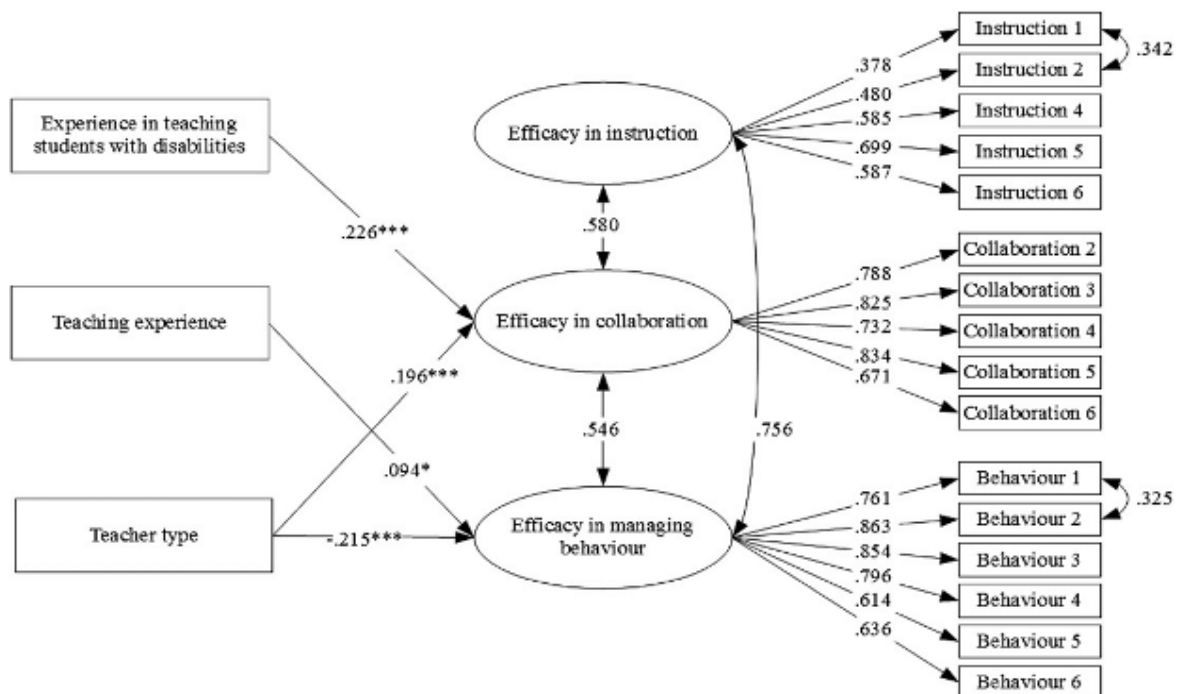 Experience in teaching
students with disabilities
.226***
Teaching experience
.094*
Teacher type
.196***
-.215***
Efficacy in instruction
.580
Efficacy in collaboration
.546
Efficacy in managing
behaviour
.756
.378
.480
.585
.699
.587
Instruction 1
Instruction 2
Instruction 4
Instruction 5
Instruction 6
.342
.788
.825
.732
.834
.671
Collaboration 2
Collaboration 3
Collaboration 4
Collaboration 5
Collaboration 6
.761
.863
.854
.796
.614
.636
Behaviour 1
Behaviour 2
Behaviour 3
Behaviour 4
Behaviour 5
Behaviour 6
.325